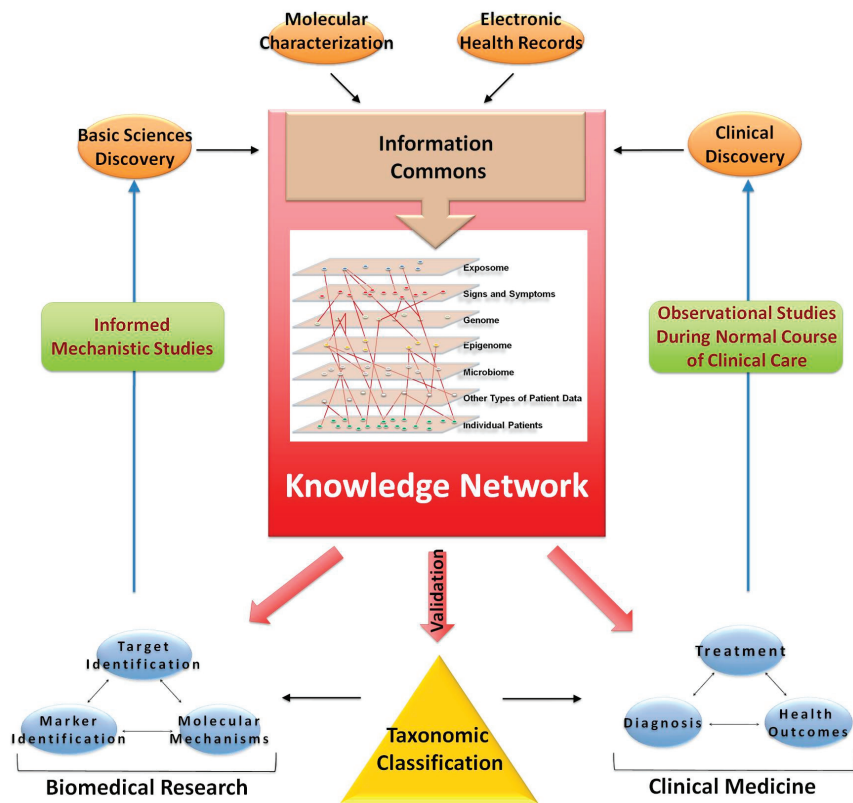 Molecular
Characterization
Electronic
Health Records
Basic Sciences
Discovery
Information
Commons
Clinical
Discovery
Exposome
Signs and Symptoms
Genome
Epigenome
Microbiome
Other Types of Patient Data
Individual Patients
Informed
Mechanistic Studies
Observational Studies
During Normal Course
of Clinical Care
Knowledge Network
Validation
Target
Identification
Marker
Identification
Molecular
Mechanisms
Biomedical Research
Taxonomic
Classification
Treatment
Diagnosis
Health
Outcomes
Clinical Medicine